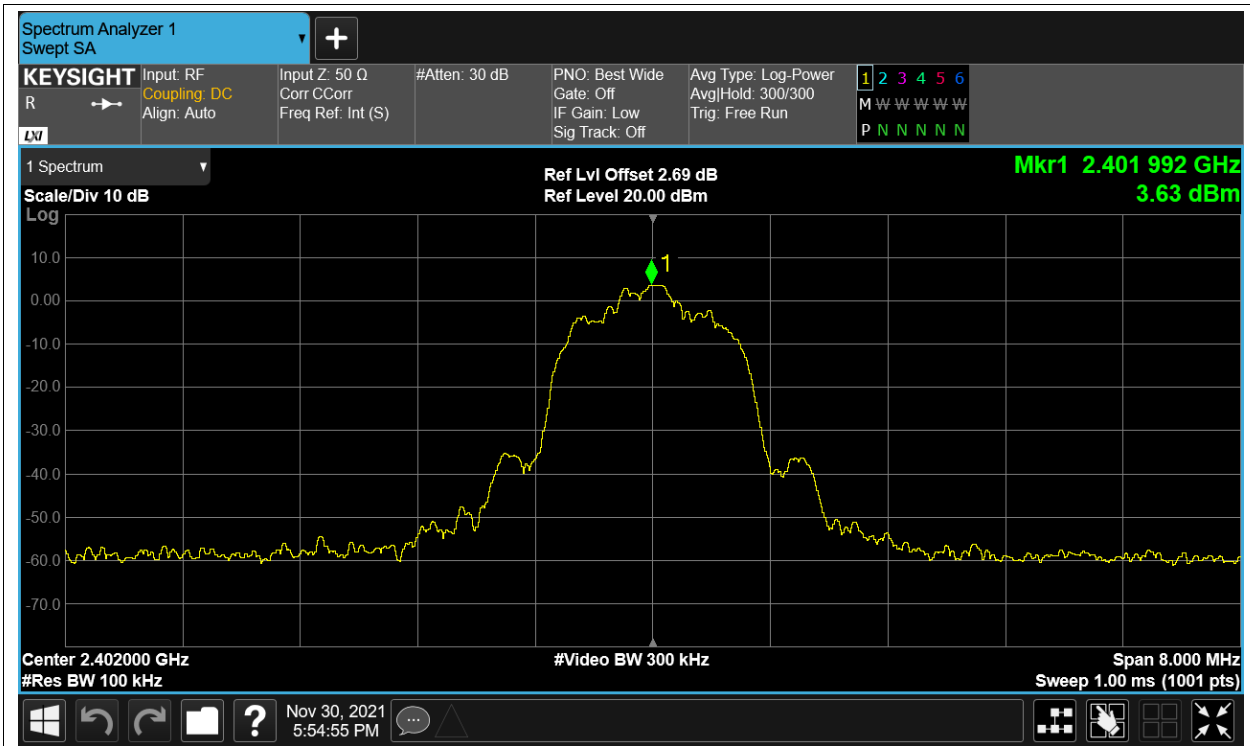 Spectrum Analyzer 1
Swept SA
KEYSIGHT
R
LXI
Input: RF
Coupling: DC
Align: Auto
Input Z: 50 Ω
Corr CCorr
Freq Ref: Int (S)
#Atten: 30 dB
PNO: Best Wide
Gate: Off
IF Gain: Low
Sig Track: Off
Avg Type: Log-Power
Avg|Hold: 300/300
Trig: Free Run
1 2 3 4 5 6
M W W W W W
P N N N N N
1 Spectrum
Scale/Div 10 dB
Log
Ref Lvl Offset 2.69 dB
Ref Level 20.00 dBm
Mkr1 2.401 992 GHz
3.63 dBm
1
10.0
0.00
-10.0
-20.0
-30.0
-40.0
-50.0
-60.0
-70.0
Center 2.402000 GHz
#Video BW 300 kHz
Span 8.000 MHz
#Res BW 100 kHz
Sweep 1.00 ms (1001 pts)
?
Nov 30, 2021
5:54:55 PM